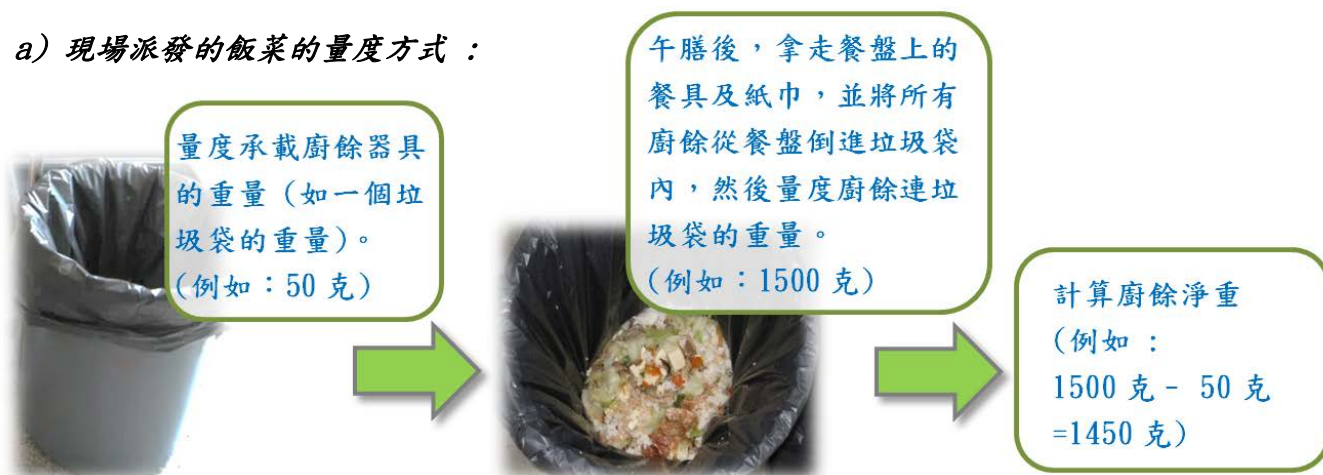 a) 現場派發的飯菜的量度方式 ：
量度承載廚餘器具
的重量 (如一個垃
圾袋的重量)。
(例如：50 克)
午膳後，拿走餐盤上的
餐具及紙巾，並將所有
廚餘從餐盤倒進垃圾袋
內，然後量度廚餘連垃
圾袋的重量。
(例如：1500 克)
計算廚餘淨重
(例如 ：
1500 克 - 50 克
=1450 克)